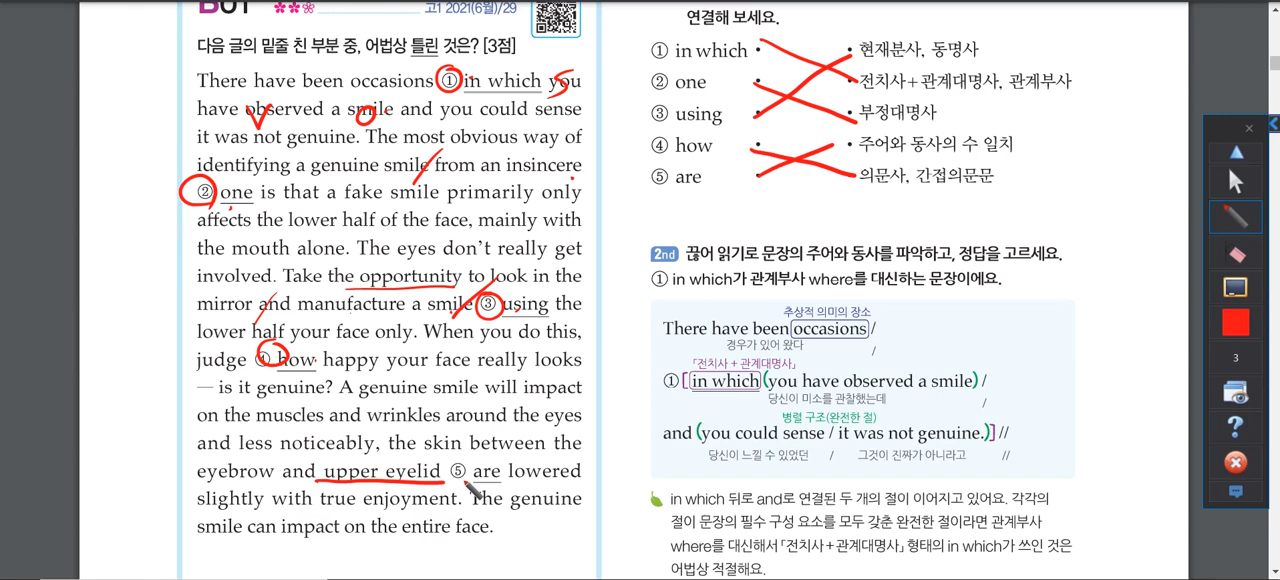 B01
고1 2021(6월)/29
다음 글의 밑줄 친 부분 중, 어법상 틀린 것은? [3점]
There have been occasions ① in which you
have observed a smile and you could sense
it was not genuine. The most obvious way of
identifying a genuine smile from an insincere
② one is that a fake smile primarily only
affects the lower half of the face, mainly with
the mouth alone. The eyes don't really get
involved. Take the opportunity to look in the
mirror and manufacture a smile ③ using the
lower half your face only. When you do this,
judge ④ how happy your face really looks
— is it genuine? A genuine smile will impact
on the muscles and wrinkles around the eyes
and less noticeably, the skin between the
eyebrow and upper eyelid ⑤ are lowered
slightly with true enjoyment. The genuine
smile can impact on the entire face.
연결해 보세요.
① in which • • 현재분사, 동명사
② one • • 전치사+관계대명사, 관계부사
③ using • • 부정대명사
④ how • • 주어와 동사의 수 일치
⑤ are • • 의문사, 간접의문문
2nd 끊어 읽기로 문장의 주어와 동사를 파악하고, 정답을 고르세요.
① in which가 관계부사 where를 대신하는 문장이에요.
추상적 의미의 장소
There have been occasions /
경우가 있어 왔다 /
「전치사 + 관계대명사」
① [in which (you have observed a smile) /
당신이 미소를 관찰했는데 /
병렬 구조(완전한 절)
and (you could sense / it was not genuine.)] //
당신이 느낄 수 있었던 / 그것이 진짜가 아니라고 //
in which 뒤로 and로 연결된 두 개의 절이 이어지고 있어요. 각각의
절이 문장의 필수 구성 요소를 모두 갖춘 완전한 절이라면 관계부사
where를 대신해서 「전치사+관계대명사」 형태의 in which가 쓰인 것은
어법상 적절해요.
3